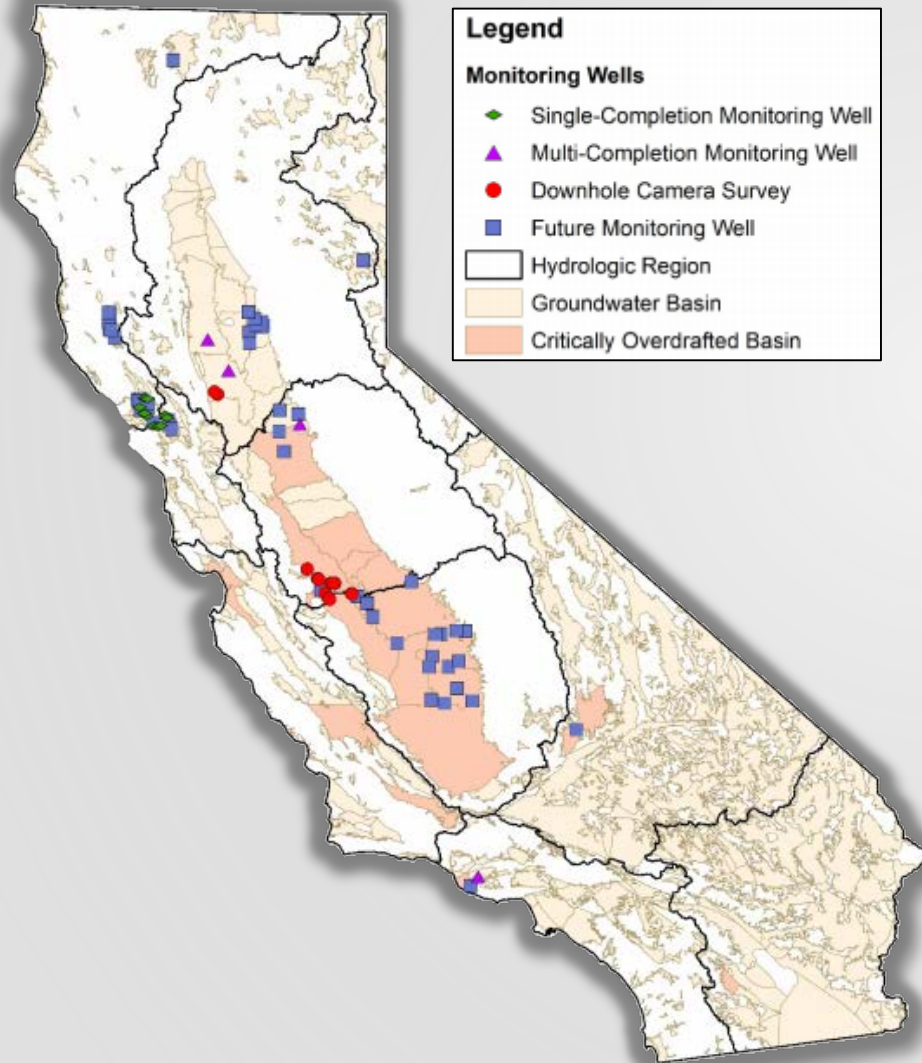 Legend
Monitoring Wells
Single-Completion Monitoring Well
Multi-Completion Monitoring Well
Downhole Camera Survey
Future Monitoring Well
Hydrologic Region
Groundwater Basin
Critically Overdrafted Basin